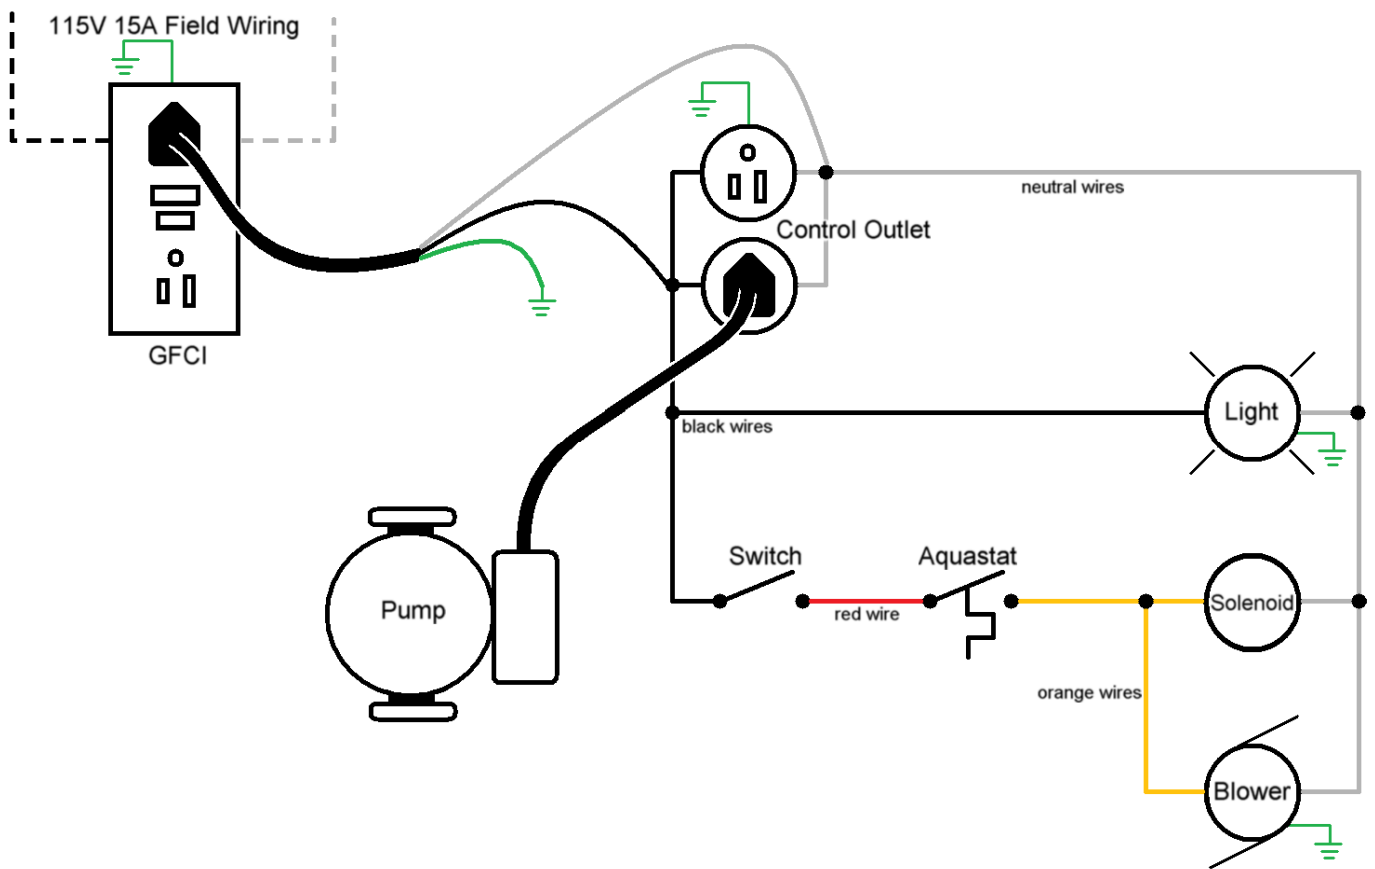 115V 15A Field Wiring
neutral wires
Control Outlet
GFCI
Light
black wires
Switch
Aquastat
Pump
Solenoid
red wire
orange wires
Blower